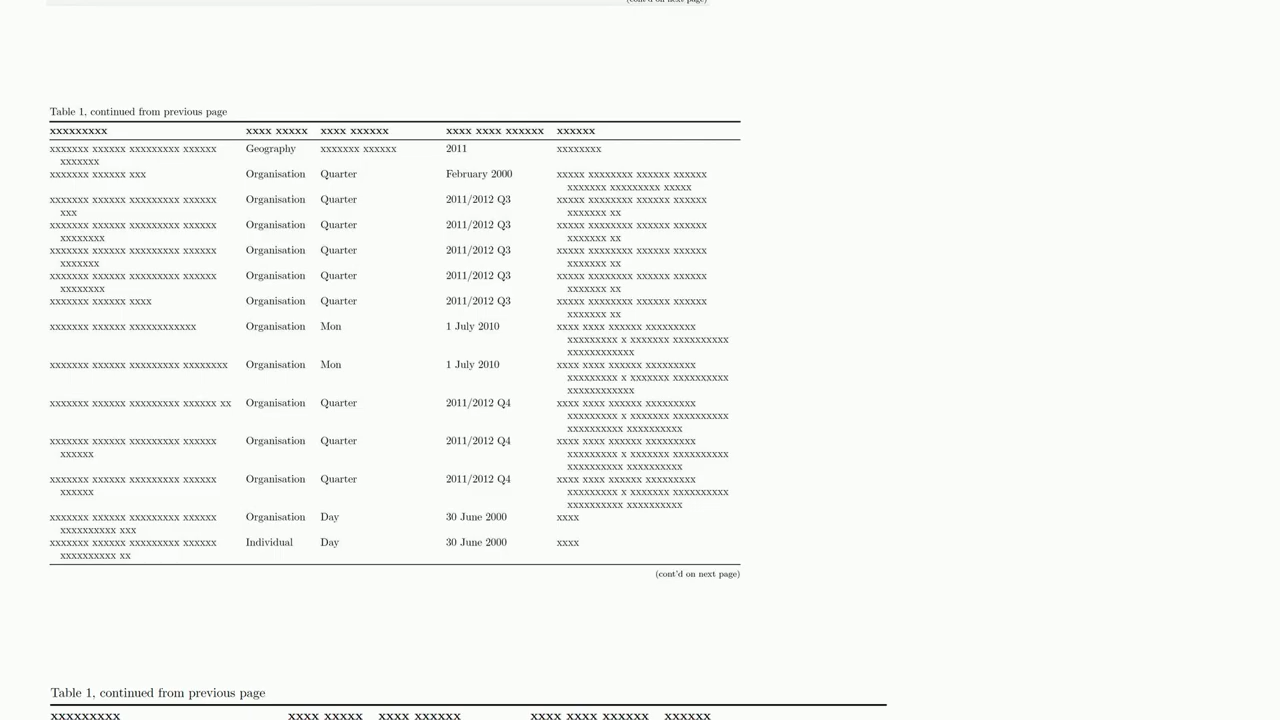 (cont'd on next page)
Table 1, continued from previous page
xxxxxxxxx xxxx xxxxx xxxx xxxxxx xxxx xxxx xxxxxx xxxxxx
xxxxxxx xxxxxx xxxxxxxxx xxxxxx Geography xxxxxxx xxxxxx 2011 xxxxxxxx
xxxxxxx
xxxxxxx xxxxxx xxx Organisation Quarter February 2000 xxxxx xxxxxxxx xxxxxx xxxxxx
xxxxxxx xxxxxxxxx xxxxx
xxxxxxx xxxxxx xxxxxxxxx xxxxxx Organisation Quarter 2011/2012 Q3 xxxxx xxxxxxxx xxxxxx xxxxxx
xxx xxxxxxx xx
xxxxxxx xxxxxx xxxxxxxxx xxxxxx Organisation Quarter 2011/2012 Q3 xxxxx xxxxxxxx xxxxxx xxxxxx
xxxxxxxx xxxxxxx xx
xxxxxxx xxxxxx xxxxxxxxx xxxxxx Organisation Quarter 2011/2012 Q3 xxxxx xxxxxxxx xxxxxx xxxxxx
xxxxxxx xxxxxxx xx
xxxxxxx xxxxxx xxxxxxxxx xxxxxx Organisation Quarter 2011/2012 Q3 xxxxx xxxxxxxx xxxxxx xxxxxx
xxxxxxxx xxxxxxx xx
xxxxxxx xxxxxx xxxx Organisation Quarter 2011/2012 Q3 xxxxx xxxxxxxx xxxxxx xxxxxx
xxxxxxx xx
xxxxxxx xxxxxx xxxxxxxxxxxx Organisation Mon 1 July 2010 xxxx xxxx xxxxxx xxxxxxxxx
xxxxxxxxx x xxxxxxx xxxxxxxxxx
xxxxxxxxxxxx
xxxxxxx xxxxxx xxxxxxxxx xxxxxxxx Organisation Mon 1 July 2010 xxxx xxxx xxxxxx xxxxxxxxx
xxxxxxxxx x xxxxxxx xxxxxxxxxx
xxxxxxxxxxxx
xxxxxxx xxxxxx xxxxxxxxx xxxxxx xx Organisation Quarter 2011/2012 Q4 xxxx xxxx xxxxxx xxxxxxxxx
xxxxxxxxx x xxxxxxx xxxxxxxxxx
xxxxxxxxxx xxxxxxxxxx
xxxxxxx xxxxxx xxxxxxxxx xxxxxx Organisation Quarter 2011/2012 Q4 xxxx xxxx xxxxxx xxxxxxxxx
xxxxxx xxxxxxxxx x xxxxxxx xxxxxxxxxx
xxxxxxxxxx xxxxxxxxxx
xxxxxxx xxxxxx xxxxxxxxx xxxxxx Organisation Quarter 2011/2012 Q4 xxxx xxxx xxxxxx xxxxxxxxx
xxxxxx xxxxxxxxx x xxxxxxx xxxxxxxxxx
xxxxxxxxxx xxxxxxxxxx
xxxxxxx xxxxxx xxxxxxxxx xxxxxx Organisation Day 30 June 2000 xxxx
xxxxxxxxxx xxx
xxxxxxx xxxxxx xxxxxxxxx xxxxxx Individual Day 30 June 2000 xxxx
xxxxxxxxxx xx
(cont'd on next page)
Table 1, continued from previous page
xxxxxxxxx xxxx xxxxx xxxx xxxxxx xxxx xxxx xxxxxx xxxxxx